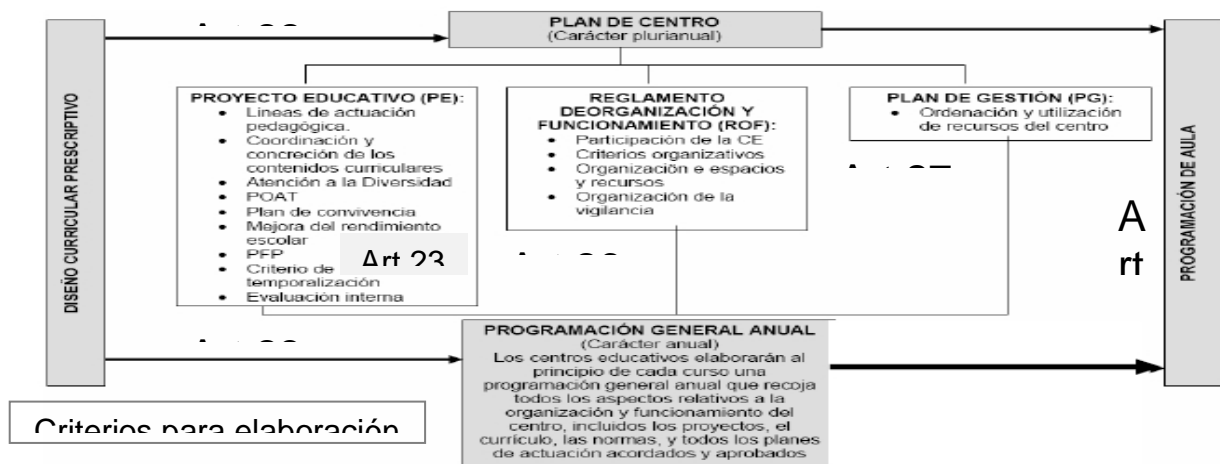 PLAN DE CENTRO
(Carácter plurianual)
DISEÑO CURRICULAR PRESCRIPTIVO
PROYECTO EDUCATIVO (PE):
• Líneas de actuación
pedagógica.
• Coordinación y
concreción de los
contenidos curriculares
• Atención a la Diversidad
• POAT
• Plan de convivencia
• Mejora del rendimiento
escolar
• PFP
• Criterio de
temporalización
• Evaluación interna
Art 23
REGLAMENTO
DEORGANIZACIÓN Y
FUNCIONAMIENTO (ROF):
• Participación de la CE
• Criterios organizativos
• Organización e espacios
y recursos
• Organización de la
vigilancia
PLAN DE GESTIÓN (PG):
• Ordenación y utilización
de recursos del centro
A
rt
PROGRAMACIÓN DE AULA
PROGRAMACIÓN GENERAL ANUAL
(Carácter anual)
Los centros educativos elaborarán al
principio de cada curso una
programación general anual que recoja
todos los aspectos relativos a la
organización y funcionamiento del
centro, incluidos los proyectos, el
currículo, las normas, y todos los planes
de actuación acordados y aprobados
Criterios para elaboración